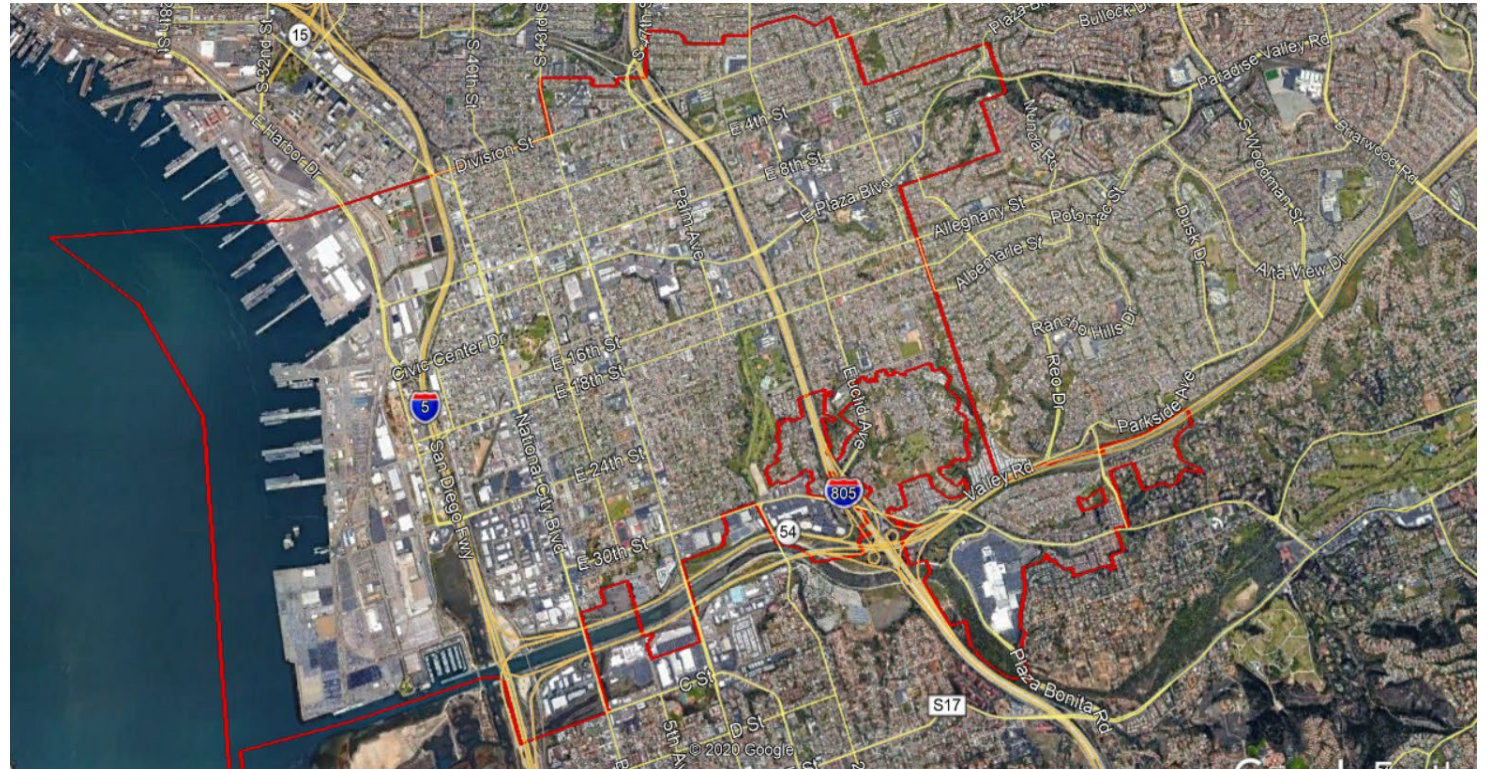 28th St
S 32nd St
15
S 43rd St
S 47th
S 46th St
Bullock Dr
Paradise Valley Rd
E Harbor Dr
Division St
E 4th St
E 8th St
E Plaza Blvd
Palm Ave
Munda Rd
S Woodman St
Briarwood Rd
Alleghany St
Potomac St
Albemarle St
Dusk Dr
Alta View Dr
Rancho Hills Dr
Reo Dr
Civic Center Dr
E 16th St
E 18th St
5
Euclid Ave
Parkside Ave
San Diego Fwy
National City Blvd
E 24th St
Valley Rd
805
54
E 30th St
C St
D St
5th Av
S17
Plaza Bonita Rd
© 2020 Google